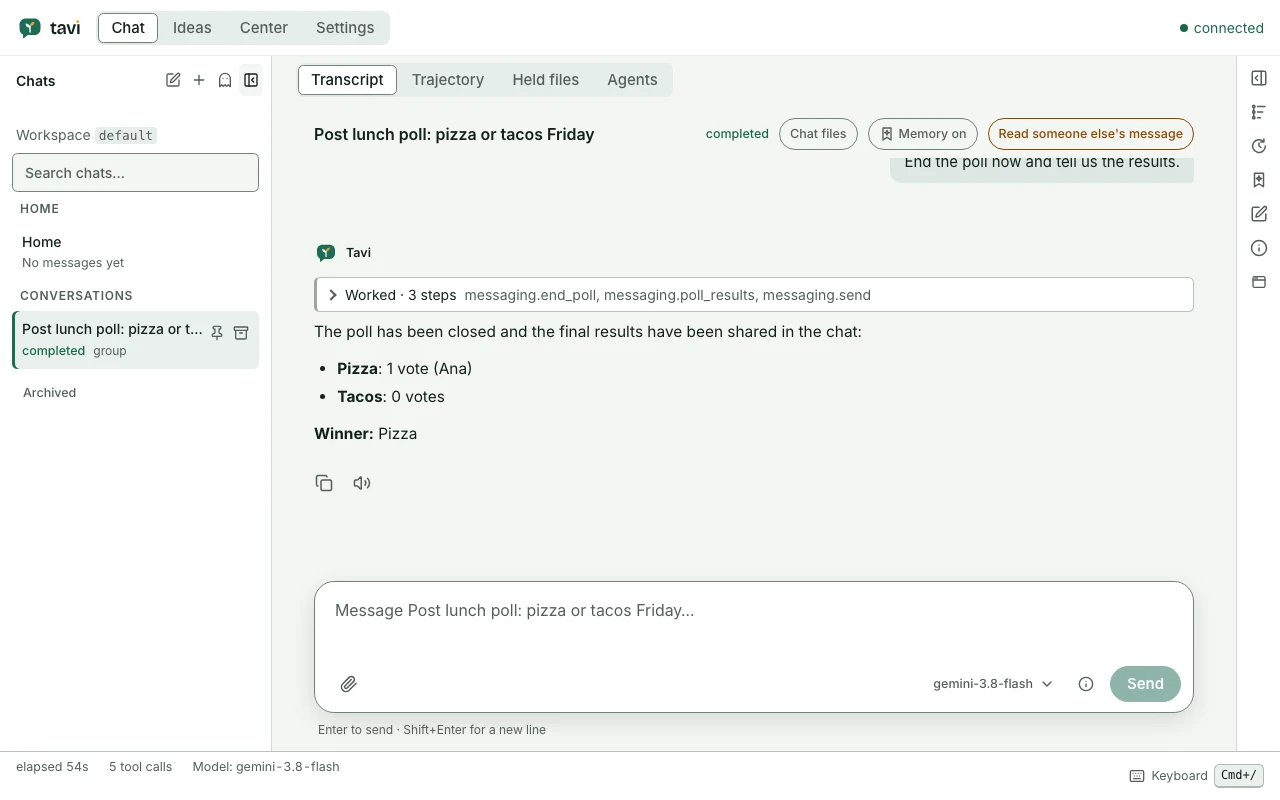 tavi
Chat
Ideas
Center
Settings
connected
Chats
Workspace default
Search chats...
HOME
Home
No messages yet
CONVERSATIONS
Post lunch poll: pizza or t...
completed group
Archived
Transcript
Trajectory
Held files
Agents
Post lunch poll: pizza or tacos Friday
completed
Chat files
Memory on
Read someone else's message
End the poll now and tell us the results.
Tavi
Worked · 3 steps messaging.end_poll, messaging.poll_results, messaging.send
The poll has been closed and the final results have been shared in the chat:
• Pizza: 1 vote (Ana)
• Tacos: 0 votes
Winner: Pizza
Message Post lunch poll: pizza or tacos Friday...
gemini-3.8-flash
Send
Enter to send · Shift+Enter for a new line
elapsed 54s
5 tool calls
Model: gemini-3.8-flash
Keyboard Cmd+/